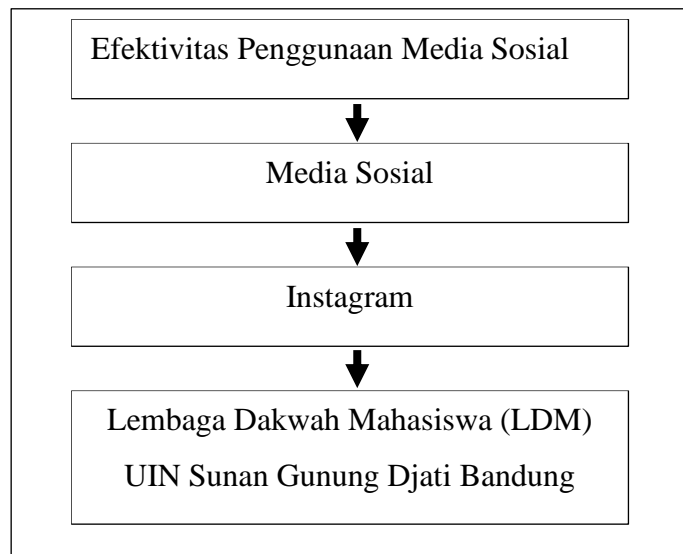 Efektivitas Penggunaan Media Sosial
Media Sosial
Instagram
Lembaga Dakwah Mahasiswa (LDM)
UIN Sunan Gunung Djati Bandung